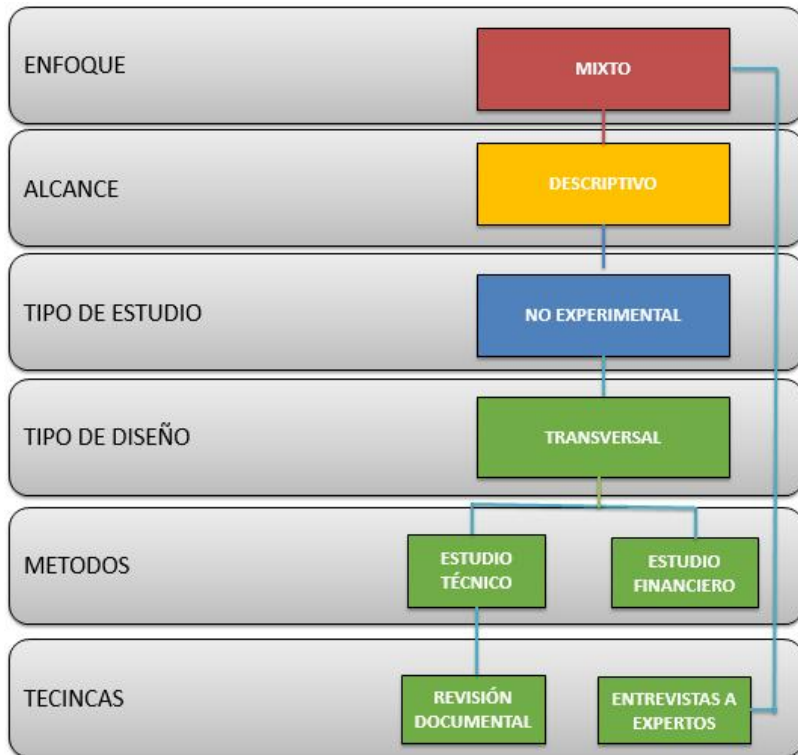 ENFOQUE
MIXTO
ALCANCE
DESCRIPTIVO
TIPO DE ESTUDIO
NO EXPERIMENTAL
TIPO DE DISEÑO
TRANSVERSAL
METODOS
ESTUDIO
TÉCNICO
ESTUDIO
FINANCIERO
TECINCAS
REVISIÓN
DOCUMENTAL
ENTREVISTAS A
EXPERTOS